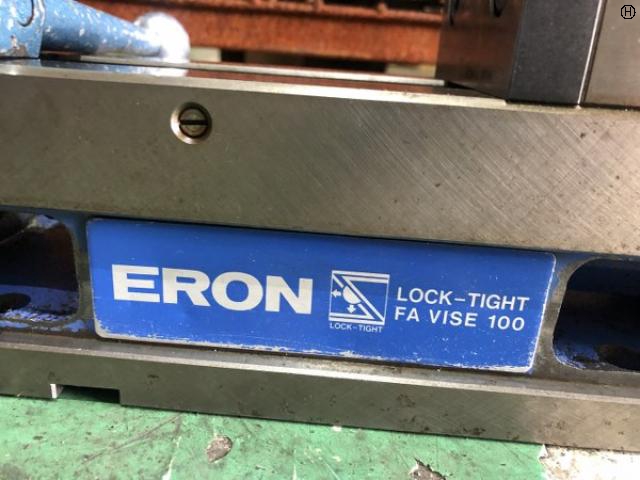 H
ERON
LOCK-TIGHT
LOCK-TIGHT
FA VISE 100